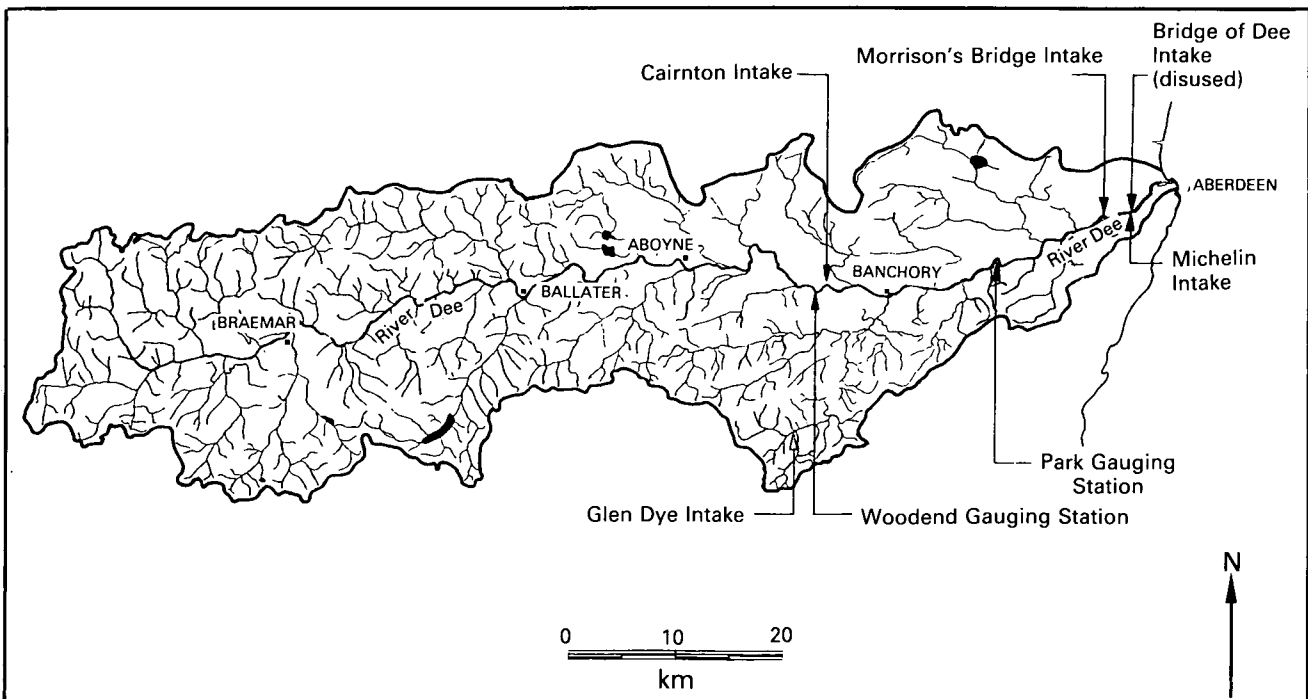 Bridge of Dee
Intake
(disused)
Morrison's Bridge Intake
Cairnton Intake
ABERDEEN
River Dee
Michelin
Intake
ABOYNE
BANCHORY
BALLATER
River Dee
BRAEMAR
Park Gauging
Station
Glen Dye Intake
Woodend Gauging Station
N
0 10 20
km